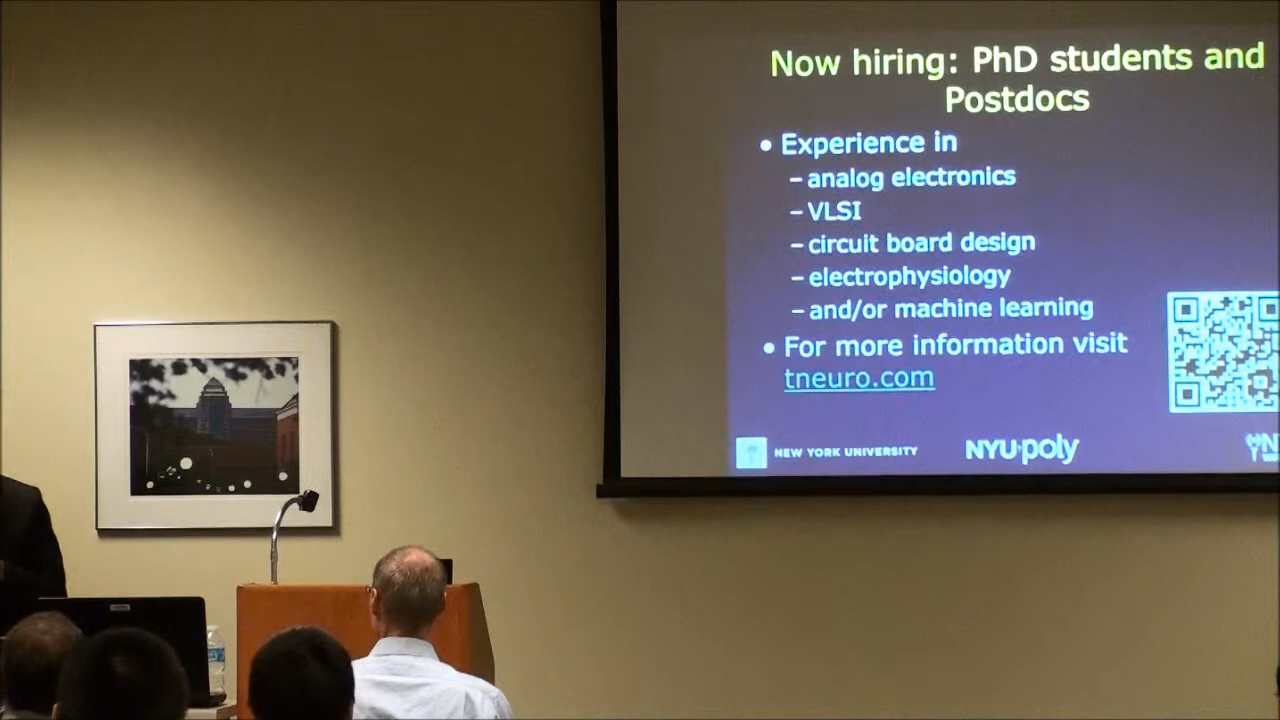 Now hiring: PhD students and
Postdocs
• Experience in
– analog electronics
– VLSI
– circuit board design
– electrophysiology
– and/or machine learning
• For more information visit
tneuro.com
NEW YORK UNIVERSITY
NYU·poly